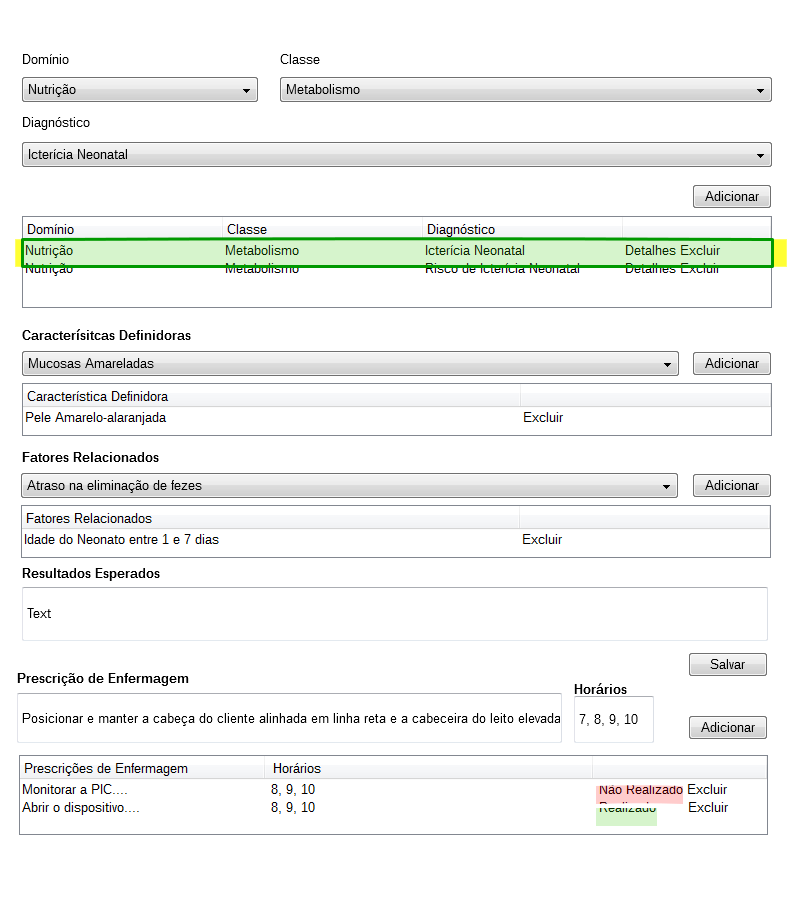 Domínio Classe
Nutrição Metabolismo
Diagnóstico
Icterícia Neonatal
Adicionar
Domínio Classe Diagnóstico
Nutrição Metabolismo Icterícia Neonatal Detalhes Excluir
Nutrição Metabolismo Risco de Icterícia Neonatal Detalhes Excluir
Caracterísitcas Definidoras
Mucosas Amareladas Adicionar
Característica Definidora
Pele Amarelo-alaranjada Excluir
Fatores Relacionados
Atraso na eliminação de fezes Adicionar
Fatores Relacionados
Idade do Neonato entre 1 e 7 dias Excluir
Resultados Esperados
Text
Salvar
Prescrição de Enfermagem
Horários
Posicionar e manter a cabeça do cliente alinhada em linha reta e a cabeceira do leito elevada 7, 8, 9, 10
Adicionar
Prescrições de Enfermagem Horários
Monitorar a PIC.... 8, 9, 10 Não Realizado Excluir
Abrir o dispositivo.... 8, 9, 10 Realizado Excluir